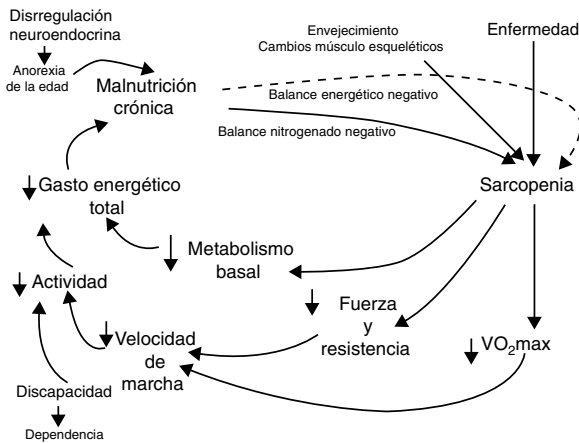 Disregulación
neuroendocrina
Anorexia
de la edad
Malnutrición
crónica
Envejecimiento
Cambios músculo esqueléticos
Enfermedad
Balance energético negativo
Balance nitrogenado negativo
Sarcopenia
Gasto energético
total
Metabolismo
basal
Actividad
Fuerza
y
resistencia
Velocidad
de
marcha
VO₂max
Discapacidad
Dependencia